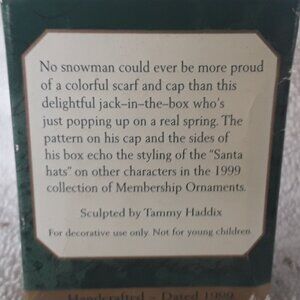 No snowman could ever be more proud
of a colorful scarf and cap than this
delightful jack–in–the–box who's
just popping up on a real spring. The
pattern on his cap and the sides of
his box echo the styling of the "Santa
hats" on other characters in the 1999
collection of Membership Ornaments.
Sculpted by Tammy Haddix
For decorative use only. Not for young children.
Handcrafted – Dated 1999